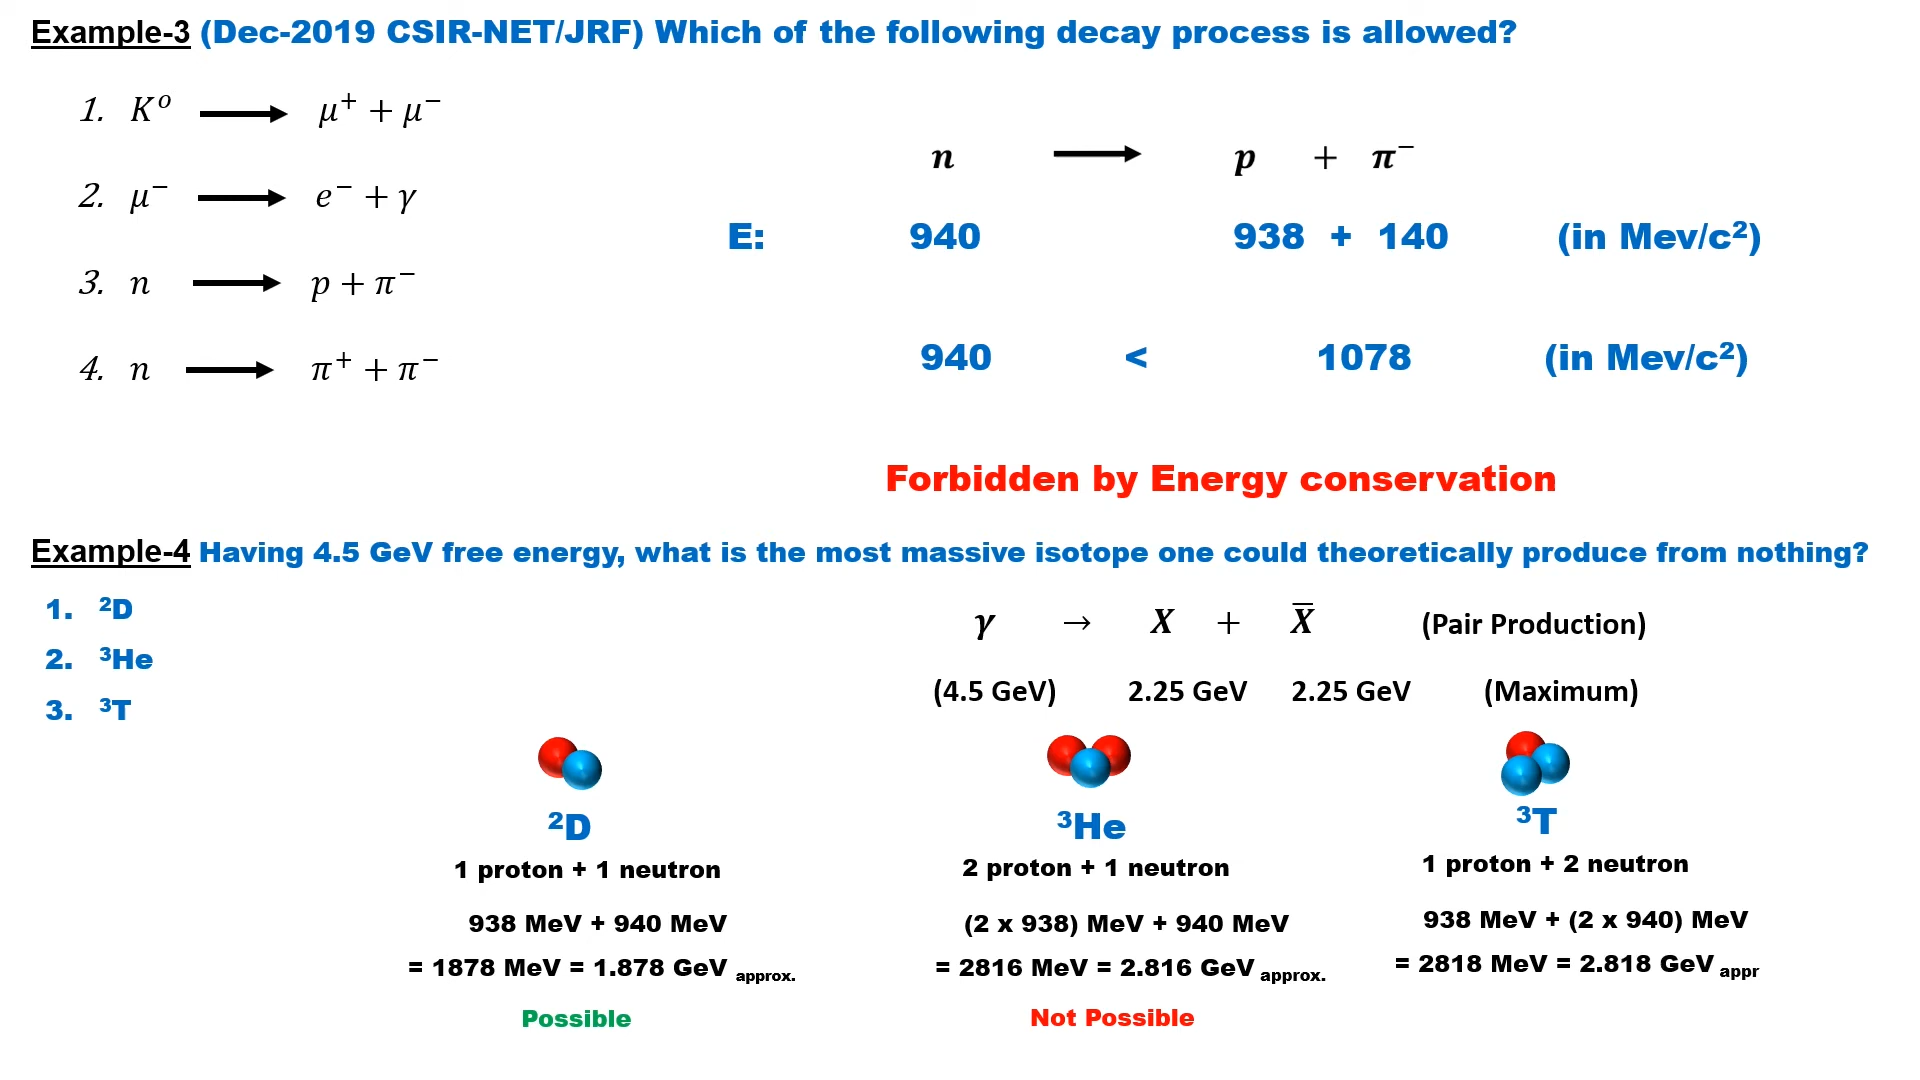 Example-3 (Dec-2019 CSIR-NET/JRF) Which of the following decay process is allowed?
1. K⁰ ⟶ μ⁺ + μ⁻
2. μ⁻ ⟶ e⁻ + γ
3. n ⟶ p + π⁻
4. n ⟶ π⁺ + π⁻
n ⟶ p + π⁻
E: 940 938 + 140 (in Mev/c²)
940 < 1078 (in Mev/c²)
Forbidden by Energy conservation
Example-4 Having 4.5 GeV free energy, what is the most massive isotope one could theoretically produce from nothing?
1. ²D
2. ³He
3. ³T
γ → X + X̅ (Pair Production)
(4.5 GeV) 2.25 GeV 2.25 GeV (Maximum)
²D
1 proton + 1 neutron
938 MeV + 940 MeV
= 1878 MeV = 1.878 GeV approx.
Possible
³He
2 proton + 1 neutron
(2 x 938) MeV + 940 MeV
= 2816 MeV = 2.816 GeV approx.
Not Possible
³T
1 proton + 2 neutron
938 MeV + (2 x 940) MeV
= 2818 MeV = 2.818 GeV appr